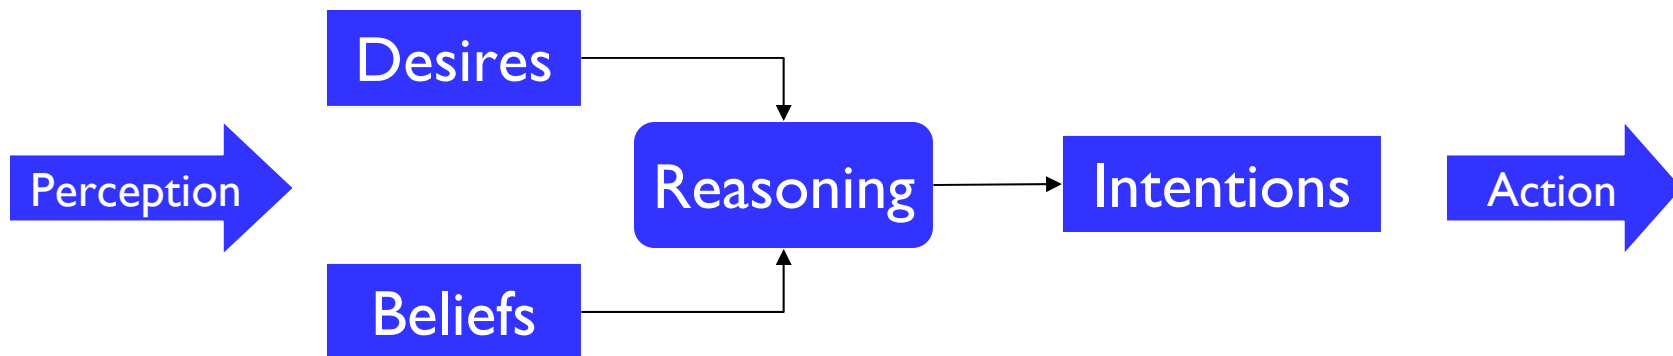 Desires
Perception
Reasoning
Intentions
Action
Beliefs